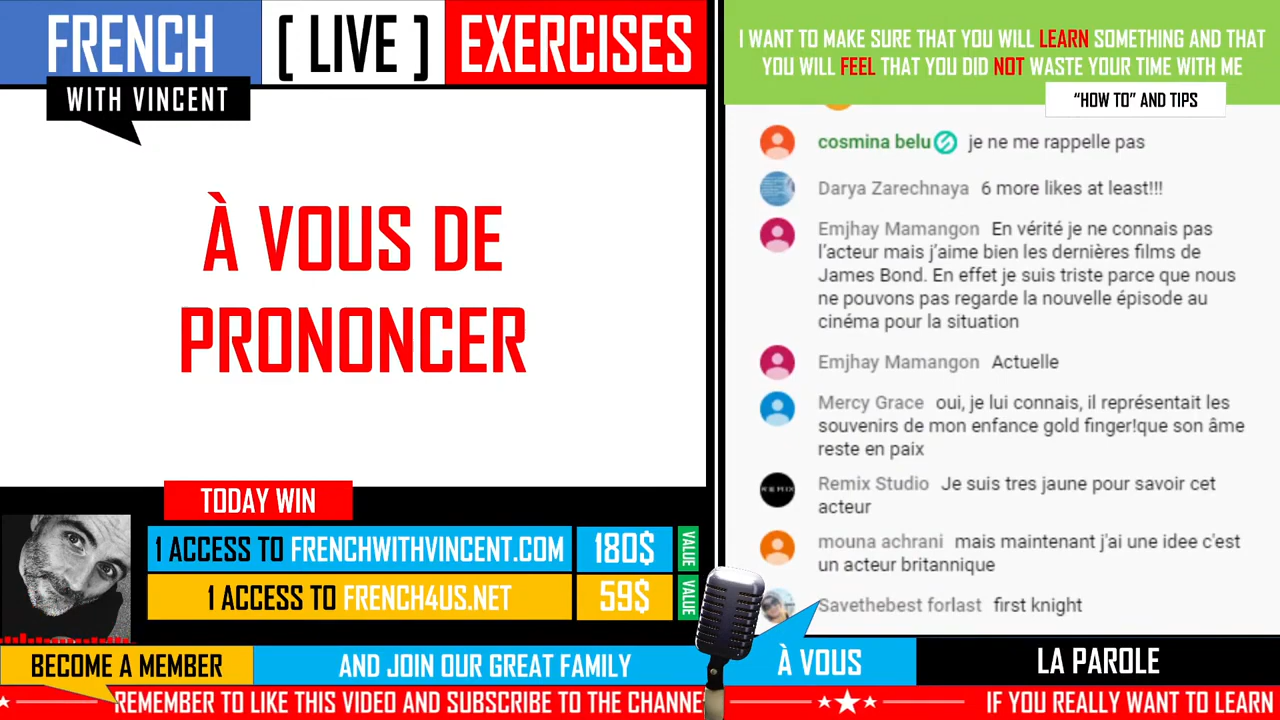 FRENCH
WITH VINCENT
[ LIVE ]
EXERCISES
À VOUS DE
PRONONCER
TODAY WIN
1 ACCESS TO FRENCHWITHVINCENT.COM
180$
VALUE
1 ACCESS TO FRENCH4US.NET
59$
VALUE
BECOME A MEMBER
AND JOIN OUR GREAT FAMILY
I WANT TO MAKE SURE THAT YOU WILL LEARN SOMETHING AND THAT
YOU WILL FEEL THAT YOU DID NOT WASTE YOUR TIME WITH ME
“HOW TO” AND TIPS
cosmina belu je ne me rappelle pas
Darya Zarechnaya 6 more likes at least!!!
Emjhay Mamangon En vérité je ne connais pas
l’acteur mais j’aime bien les dernières films de
James Bond. En effet je suis triste parce que nous
ne pouvons pas regarde la nouvelle épisode au
cinéma pour la situation
Emjhay Mamangon Actuelle
Mercy Grace oui, je lui connais, il représentait les
souvenirs de mon enfance gold finger!que son âme
reste en paix
Remix Studio Je suis tres jaune pour savoir cet
acteur
mouna achrani mais maintenant j'ai une idee c'est
un acteur britannique
Savethebest forlast first knight
À VOUS
LA PAROLE
REMEMBER TO LIKE THIS VIDEO AND SUBSCRIBE TO THE CHANNE
IF YOU REALLY WANT TO LEARN